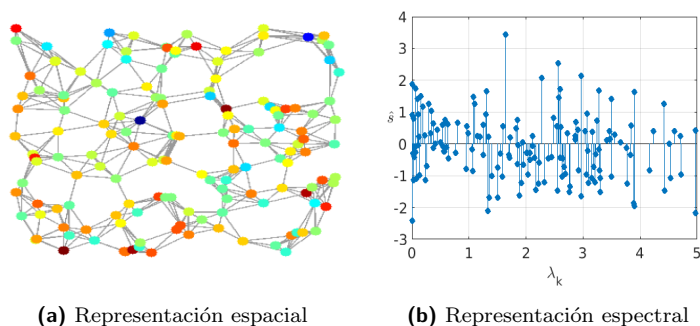 4
3
2
1
0
-1
-2
-3
ŝ
0 1 2 3 4 5
λk
(a) Representación espacial
(b) Representación espectral